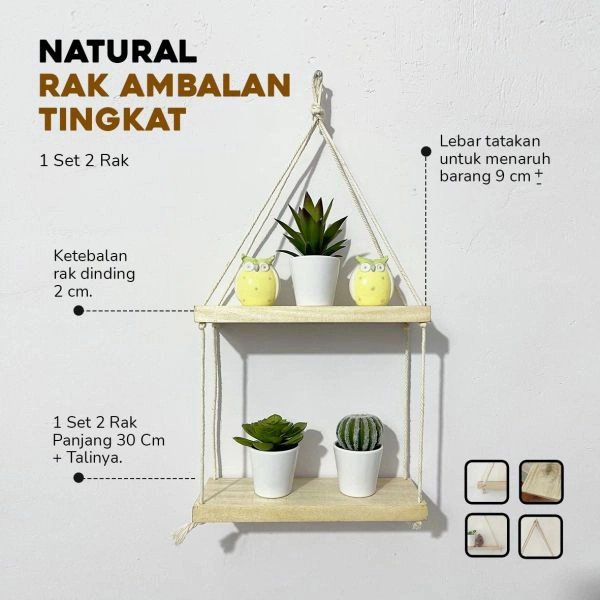 NATURAL
RAK AMBALAN
TINGKAT
1 Set 2 Rak
Lebar tatakan
untuk menaruh
barang 9 cm ±
Ketebalan
rak dinding
2 cm.
1 Set 2 Rak
Panjang 30 Cm
+ Talinya.